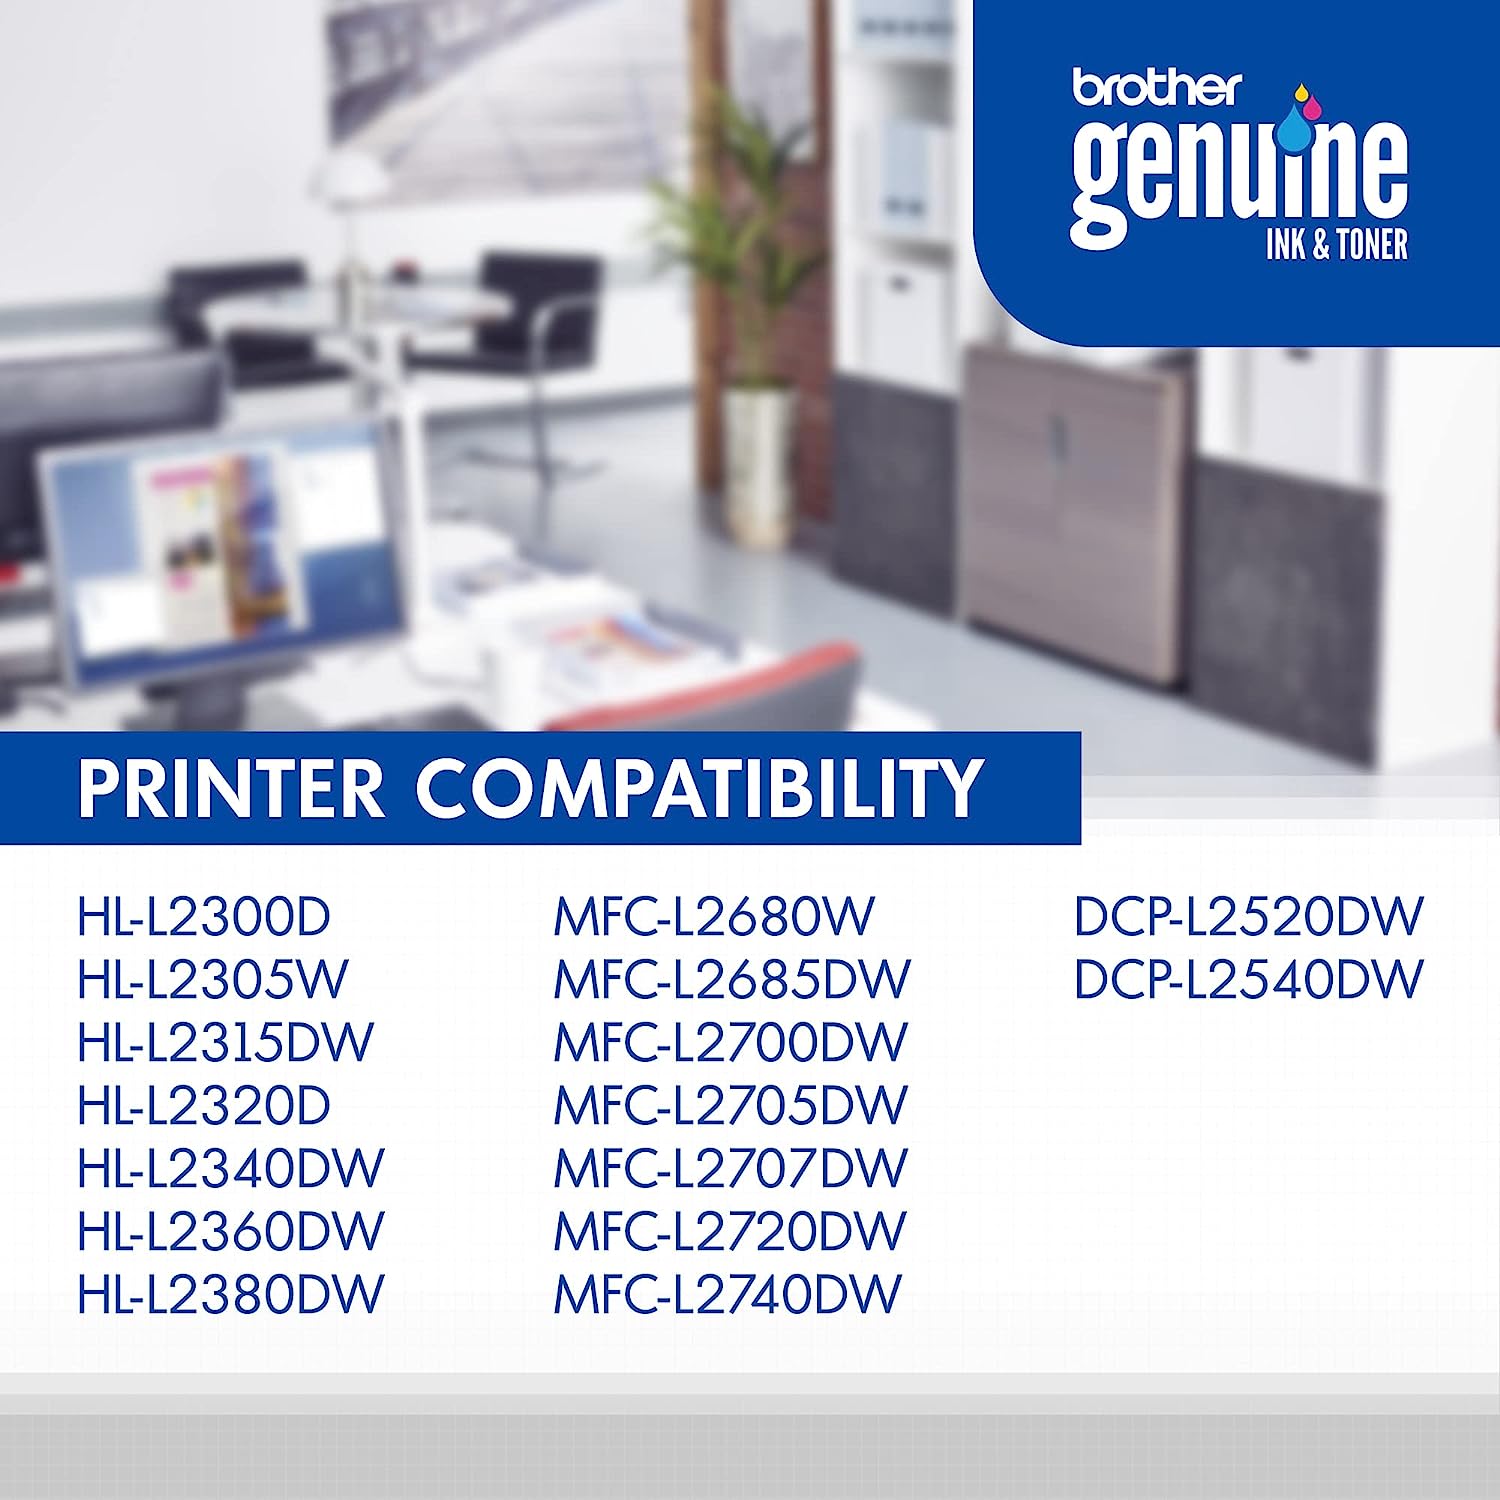 brother
genuine
INK & TONER
PRINTER COMPATIBILITY
HL-L2300D
HL-L2305W
HL-L2315DW
HL-L2320D
HL-L2340DW
HL-L2360DW
HL-L2380DW
MFC-L2680W
MFC-L2685DW
MFC-L2700DW
MFC-L2705DW
MFC-L2707DW
MFC-L2720DW
MFC-L2740DW
DCP-L2520DW
DCP-L2540DW